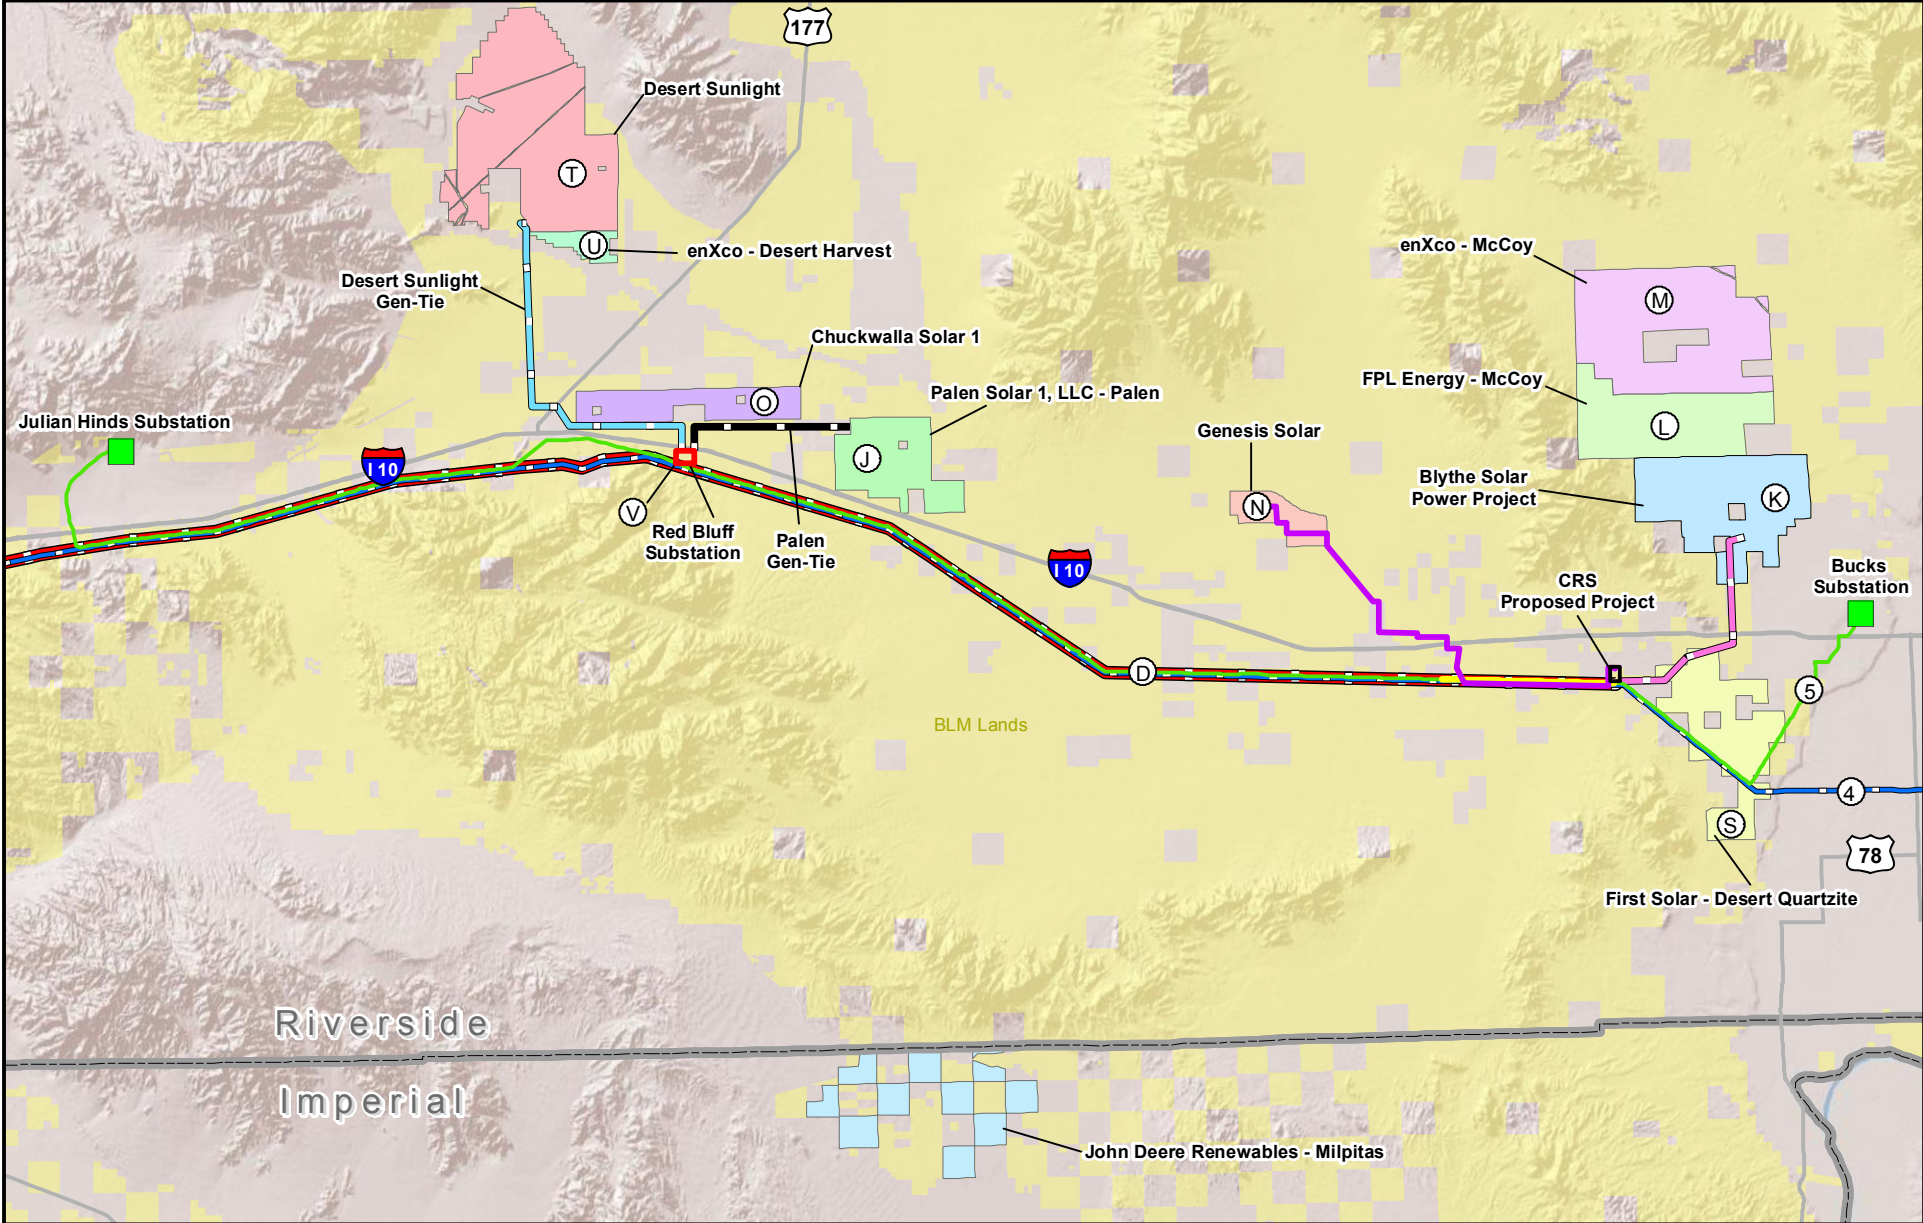 177
Desert Sunlight
T
U
enXco - Desert Harvest
enXco - McCoy
Desert Sunlight
Gen-Tie
M
Chuckwalla Solar 1
FPL Energy - McCoy
Palen Solar 1, LLC - Palen
O
Julian Hinds Substation
Genesis Solar
L
I 10
J
Blythe Solar
Power Project
K
N
V
Red Bluff
Substation
Palen
Gen-Tie
I 10
CRS
Proposed Project
Bucks
Substation
D
5
BLM Lands
4
S
78
First Solar - Desert Quartzite
Riverside
Imperial
John Deere Renewables - Milpitas